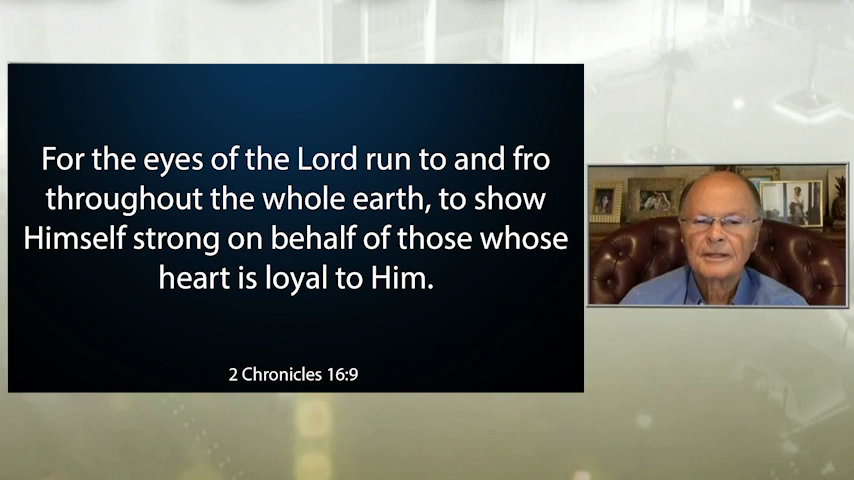 For the eyes of the Lord run to and fro
throughout the whole earth, to show
Himself strong on behalf of those whose
heart is loyal to Him.
2 Chronicles 16:9